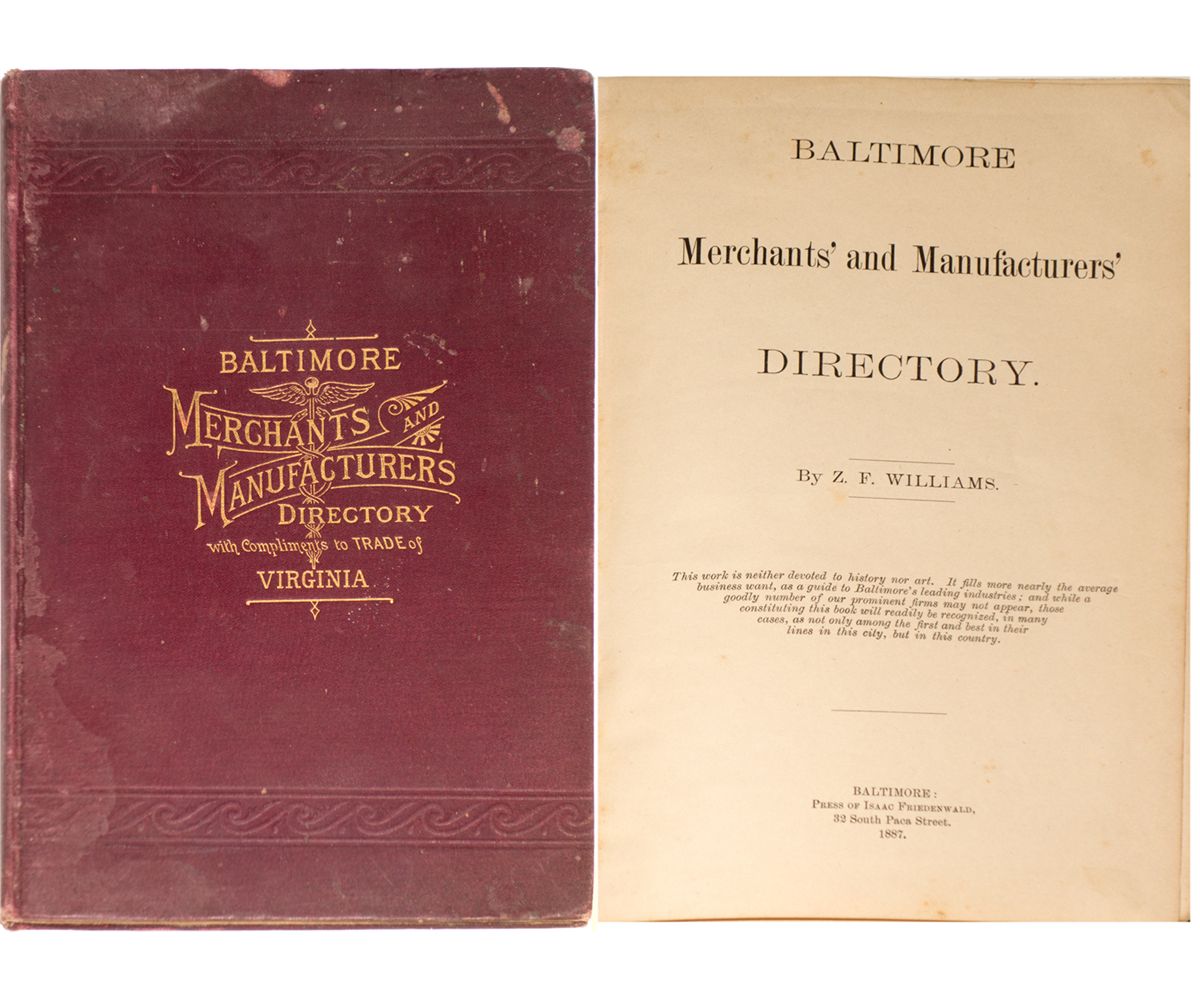 BALTIMORE
MERCHANTS AND
MANUFACTURERS
DIRECTORY
with Compliments to TRADE of
VIRGINIA
BALTIMORE
Merchants' and Manufacturers'
DIRECTORY.
By Z. F. WILLIAMS.
This work is neither devoted to history nor art. It fills more nearly the average
business want, as a guide to Baltimore's leading industries; and while a
goodly number of our prominent firms may not appear, those
constituting this book will readily be recognized, in many
cases, as not only among the first and best in their
lines in this city, but in this country.
BALTIMORE:
PRESS OF ISAAC FRIEDENWALD,
32 South Paca Street.
1887.